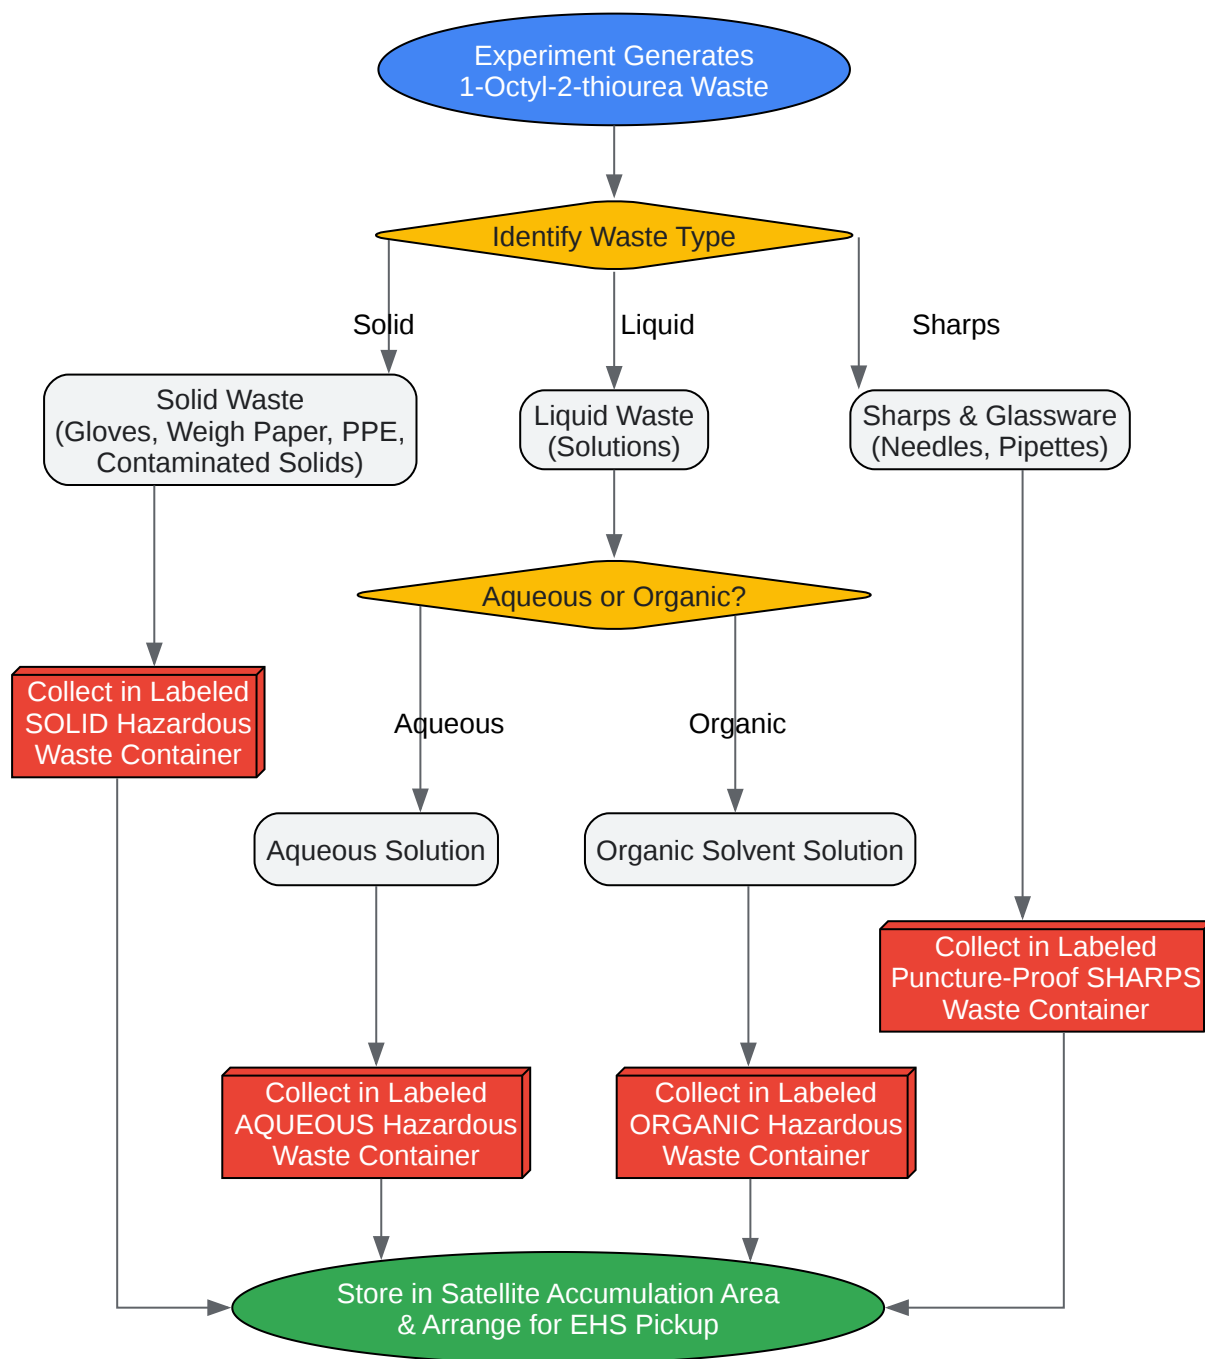 Experiment Generates
1-Octyl-2-thiourea Waste
Identify Waste Type
Solid
Liquid
Sharps
Solid Waste
(Gloves, Weigh Paper, PPE,
Contaminated Solids)
Liquid Waste
(Solutions)
Sharps & Glassware
(Needles, Pipettes)
Aqueous or Organic?
Collect in Labeled
SOLID Hazardous
Waste Container
Aqueous
Organic
Aqueous Solution
Organic Solvent Solution
Collect in Labeled
Puncture-Proof SHARPS
Waste Container
Collect in Labeled
AQUEOUS Hazardous
Waste Container
Collect in Labeled
ORGANIC Hazardous
Waste Container
Store in Satellite Accumulation Area
& Arrange for EHS Pickup